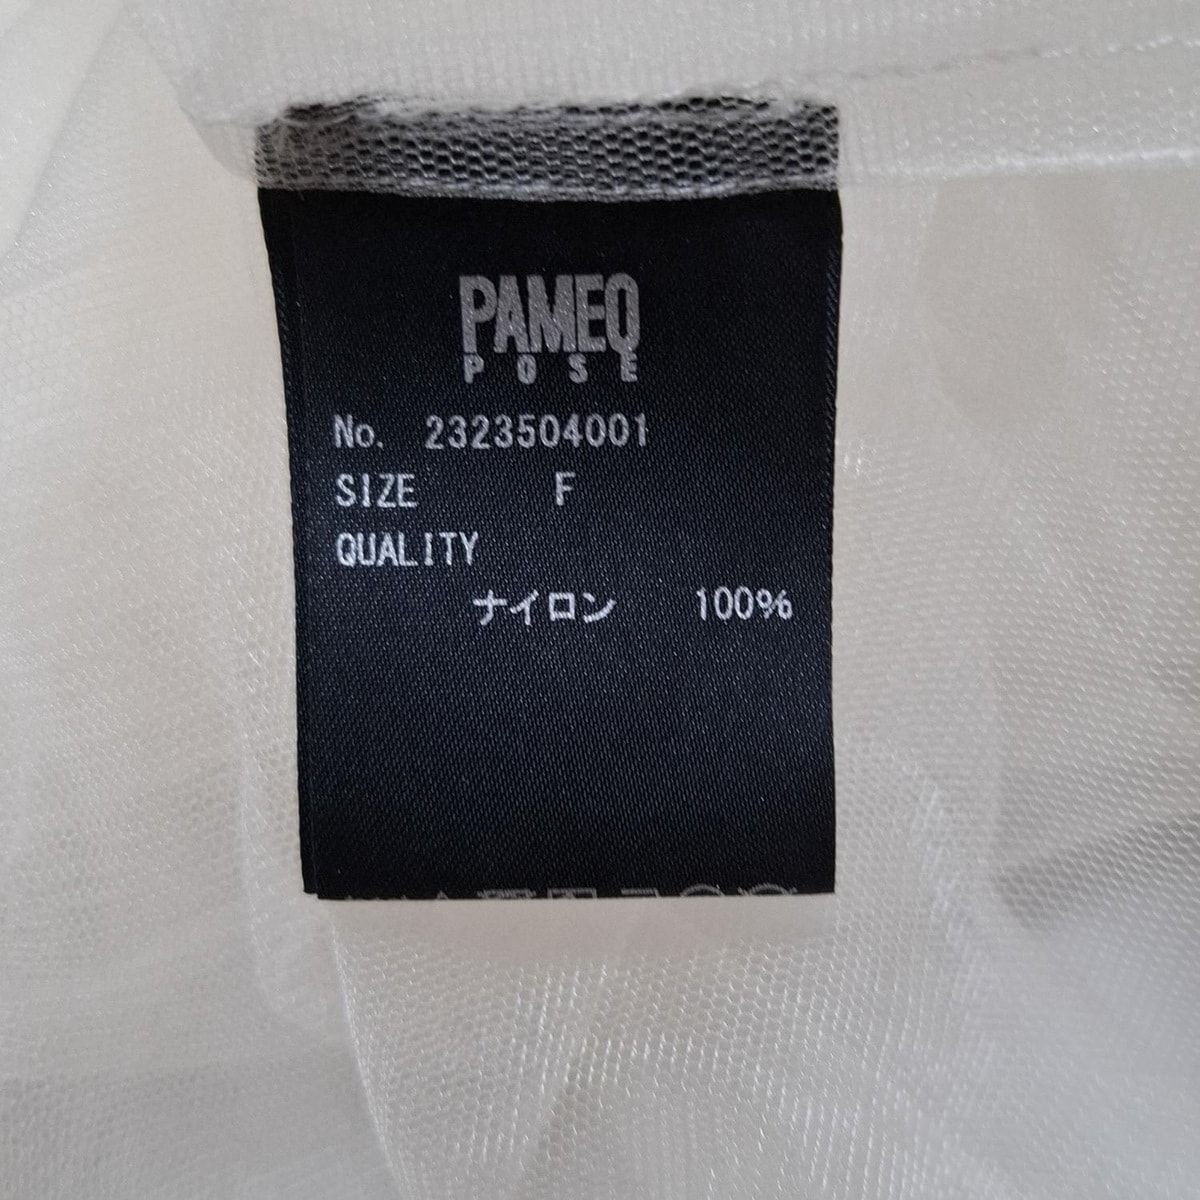 PAMEO
POSE
No. 2323504001
SIZE F
QUALITY
ナイロン 100%